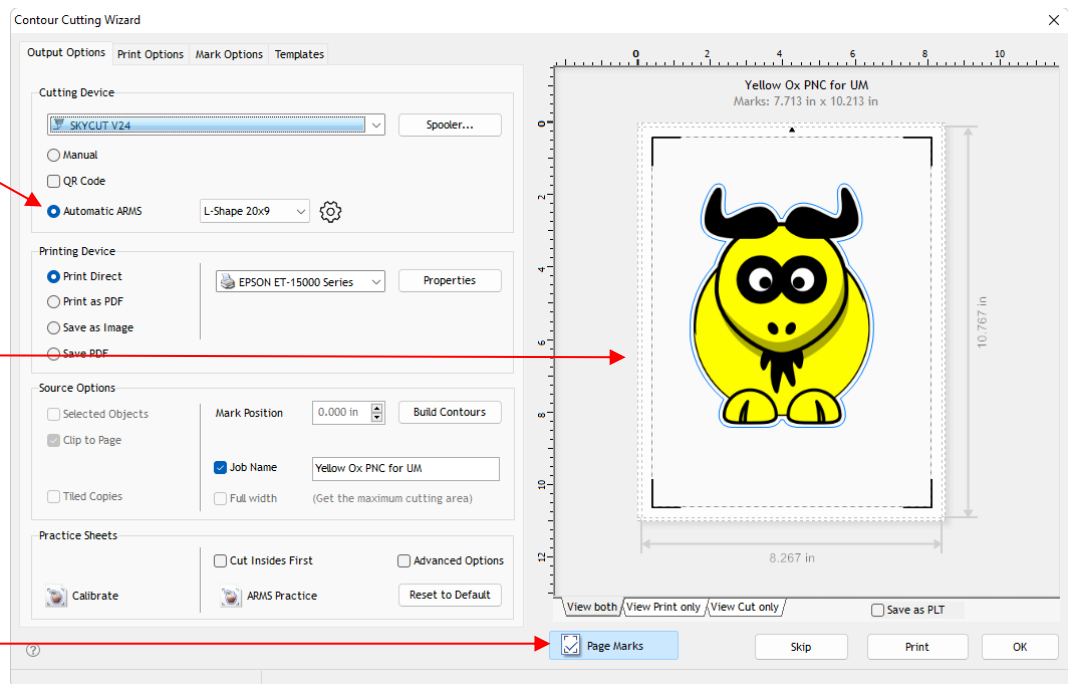 Contour Cutting Wizard
Output Options Print Options Mark Options Templates
Cutting Device
SKYCUT V24 Spooler...
Manual
QR Code
Automatic ARMS L-Shape 20x9
Printing Device
Print Direct EPSON ET-15000 Series Properties
Print as PDF
Save as Image
Save PDF
Source Options
Selected Objects Mark Position 0.000 in Build Contours
Clip to Page
Job Name Yellow Ox PNC for UM
Tiled Copies Full width (Get the maximum cutting area)
Practice Sheets
Cut Insides First Advanced Options
Calibrate ARMS Practice Reset to Default
0 2 4 6 8 10
Yellow Ox PNC for UM
Marks: 7.713 in x 10.213 in
0
2
4
6
8
10
12
10.767 in
8.267 in
View both View Print only View Cut only Save as PLT
? Page Marks Skip Print OK